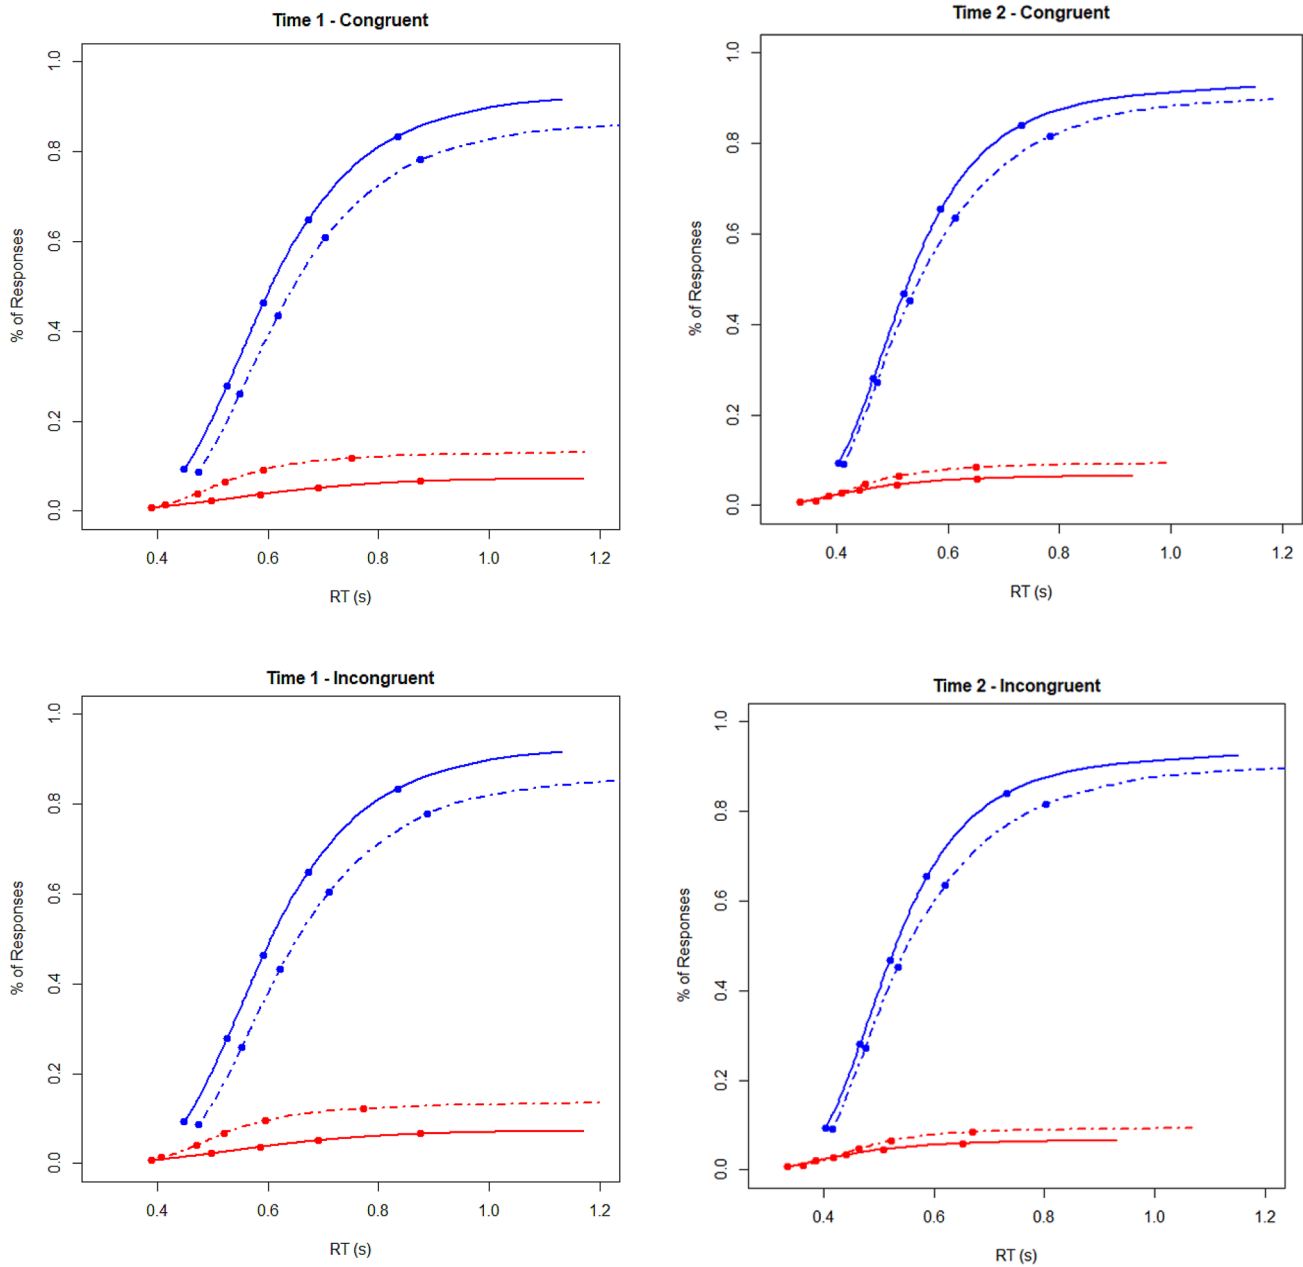 Time 1 - Congruent
% of Responses
1.0
0.8
0.6
0.4
0.2
0.0
0.4 0.6 0.8 1.0 1.2
RT (s)
Time 2 - Congruent
% of Responses
1.0
0.8
0.6
0.4
0.2
0.0
0.4 0.6 0.8 1.0 1.2
RT (s)
Time 1 - Incongruent
% of Responses
1.0
0.8
0.6
0.4
0.2
0.0
0.4 0.6 0.8 1.0 1.2
RT (s)
Time 2 - Incongruent
% of Responses
1.0
0.8
0.6
0.4
0.2
0.0
0.4 0.6 0.8 1.0 1.2
RT (s)